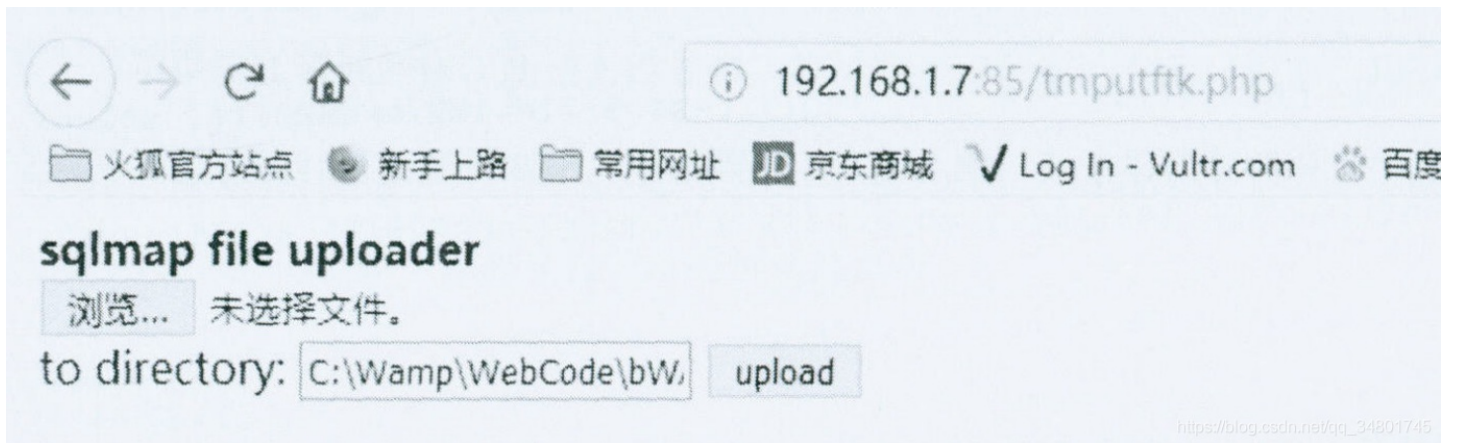 192.168.1.7:85/tmputftk.php
火狐官方站点 新手上路 常用网址 JD 京东商城 Log In - Vultr.com 百度
sqlmap file uploader
浏览... 未选择文件。
to directory: C:\Wamp\WebCode\bW upload
https://blog.csdn.net/qq_34801745